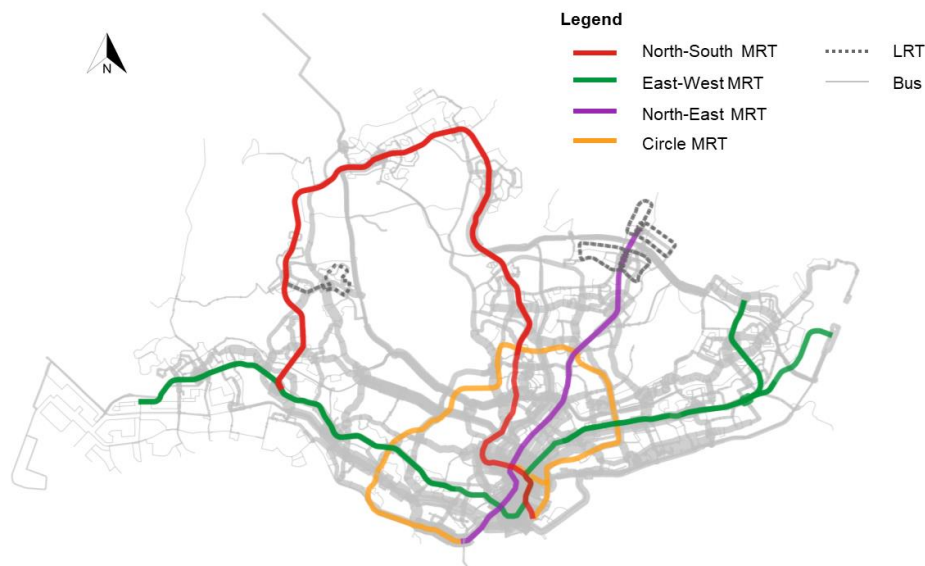 Legend
North-South MRT
East-West MRT
North-East MRT
Circle MRT
LRT
Bus
N